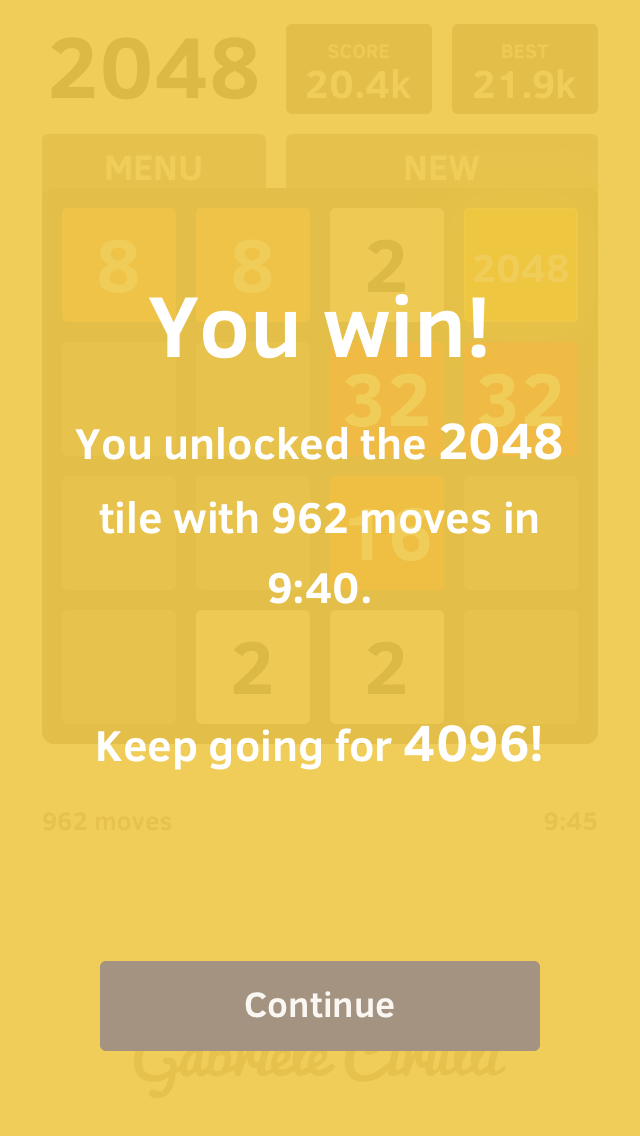 2048
SCORE
20.4k
BEST
21.9k
MENU
NEW
8 8 2 2048
You win!
32 32
You unlocked the 2048
tile with 962 moves in
16
9:40.
2 2
Keep going for 4096!
962 moves 9:45
Continue
Gabriele Cirulli